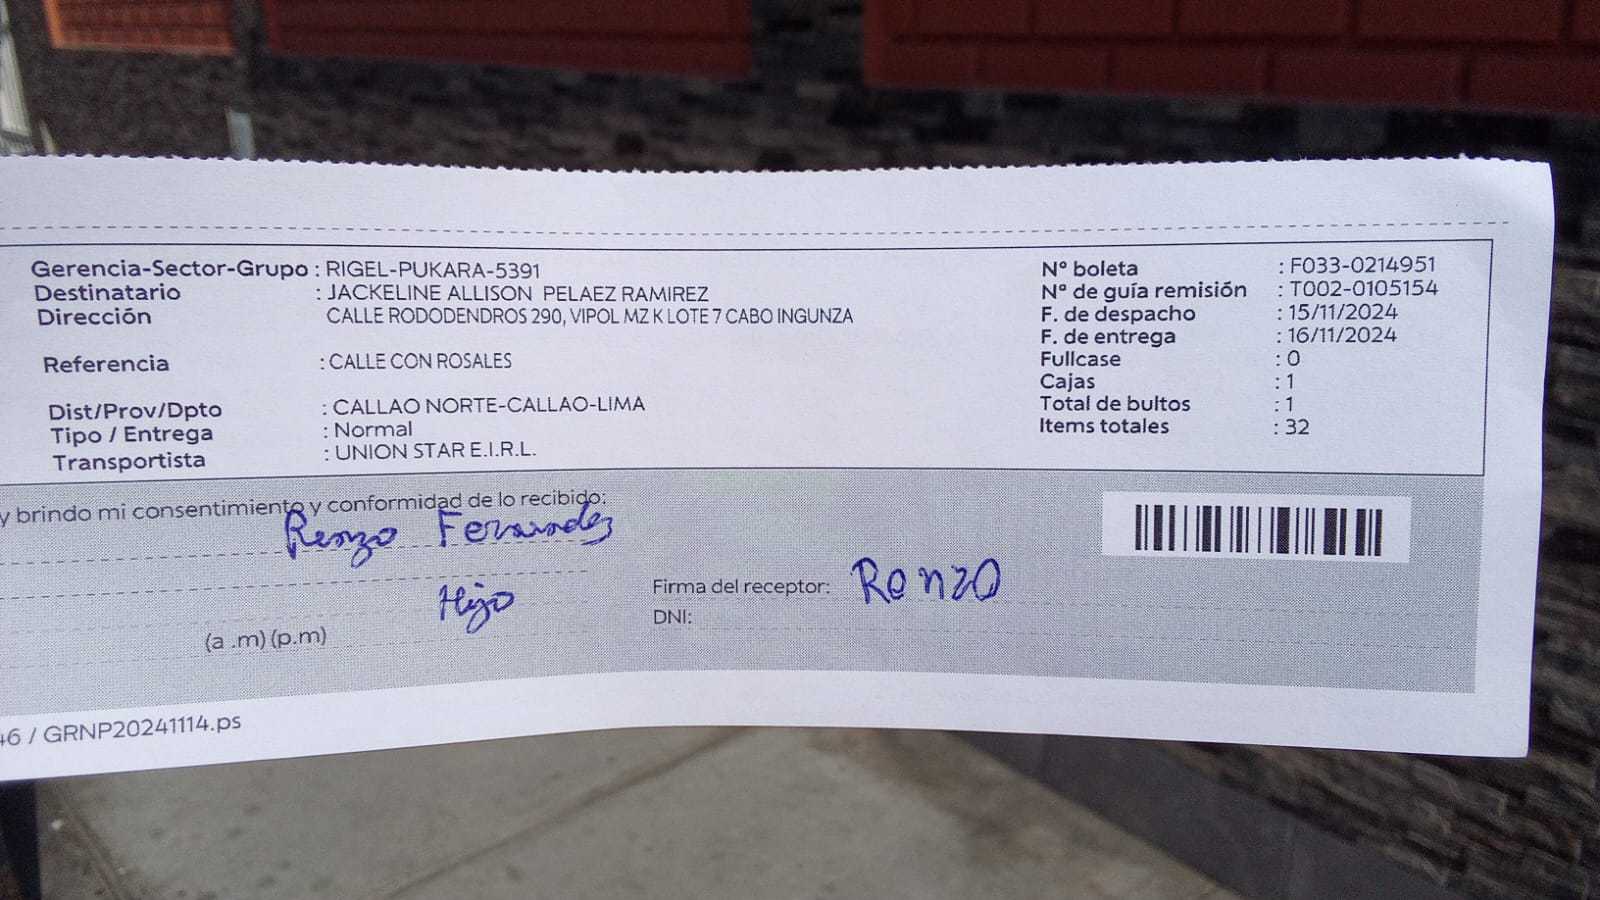 Gerencia-Sector-Grupo : RIGEL-PUKARA-5391
Destinatario : JACKELINE ALLISON PELAEZ RAMIREZ
Dirección CALLE RODODENDROS 290, VIPOL MZ K LOTE 7 CABO INGUNZA
Referencia : CALLE CON ROSALES
Dist/Prov/Dpto : CALLAO NORTE-CALLAO-LIMA
Tipo / Entrega : Normal
Transportista : UNION STAR E.I.R.L.
Nº boleta : F033-0214951
Nº de guía remisión : T002-0105154
F. de despacho : 15/11/2024
F. de entrega : 16/11/2024
Fullcase : 0
Cajas : 1
Total de bultos : 1
Items totales : 32
y brindo mi consentimiento y conformidad de lo recibido:
Renzo Fernandez
Hijo
(a .m) (p.m)
Firma del receptor: Renzo
DNI:
46 / GRNP20241114.ps